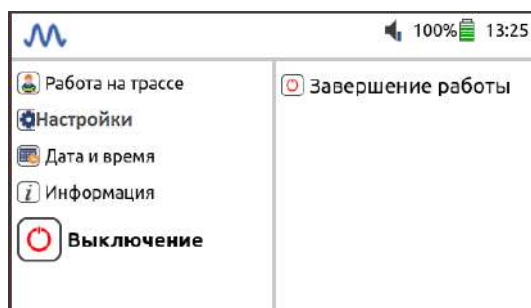 100% 13:25
Работа на трассе
Настройки
Дата и время
i Информация
Выключение
Завершение работы